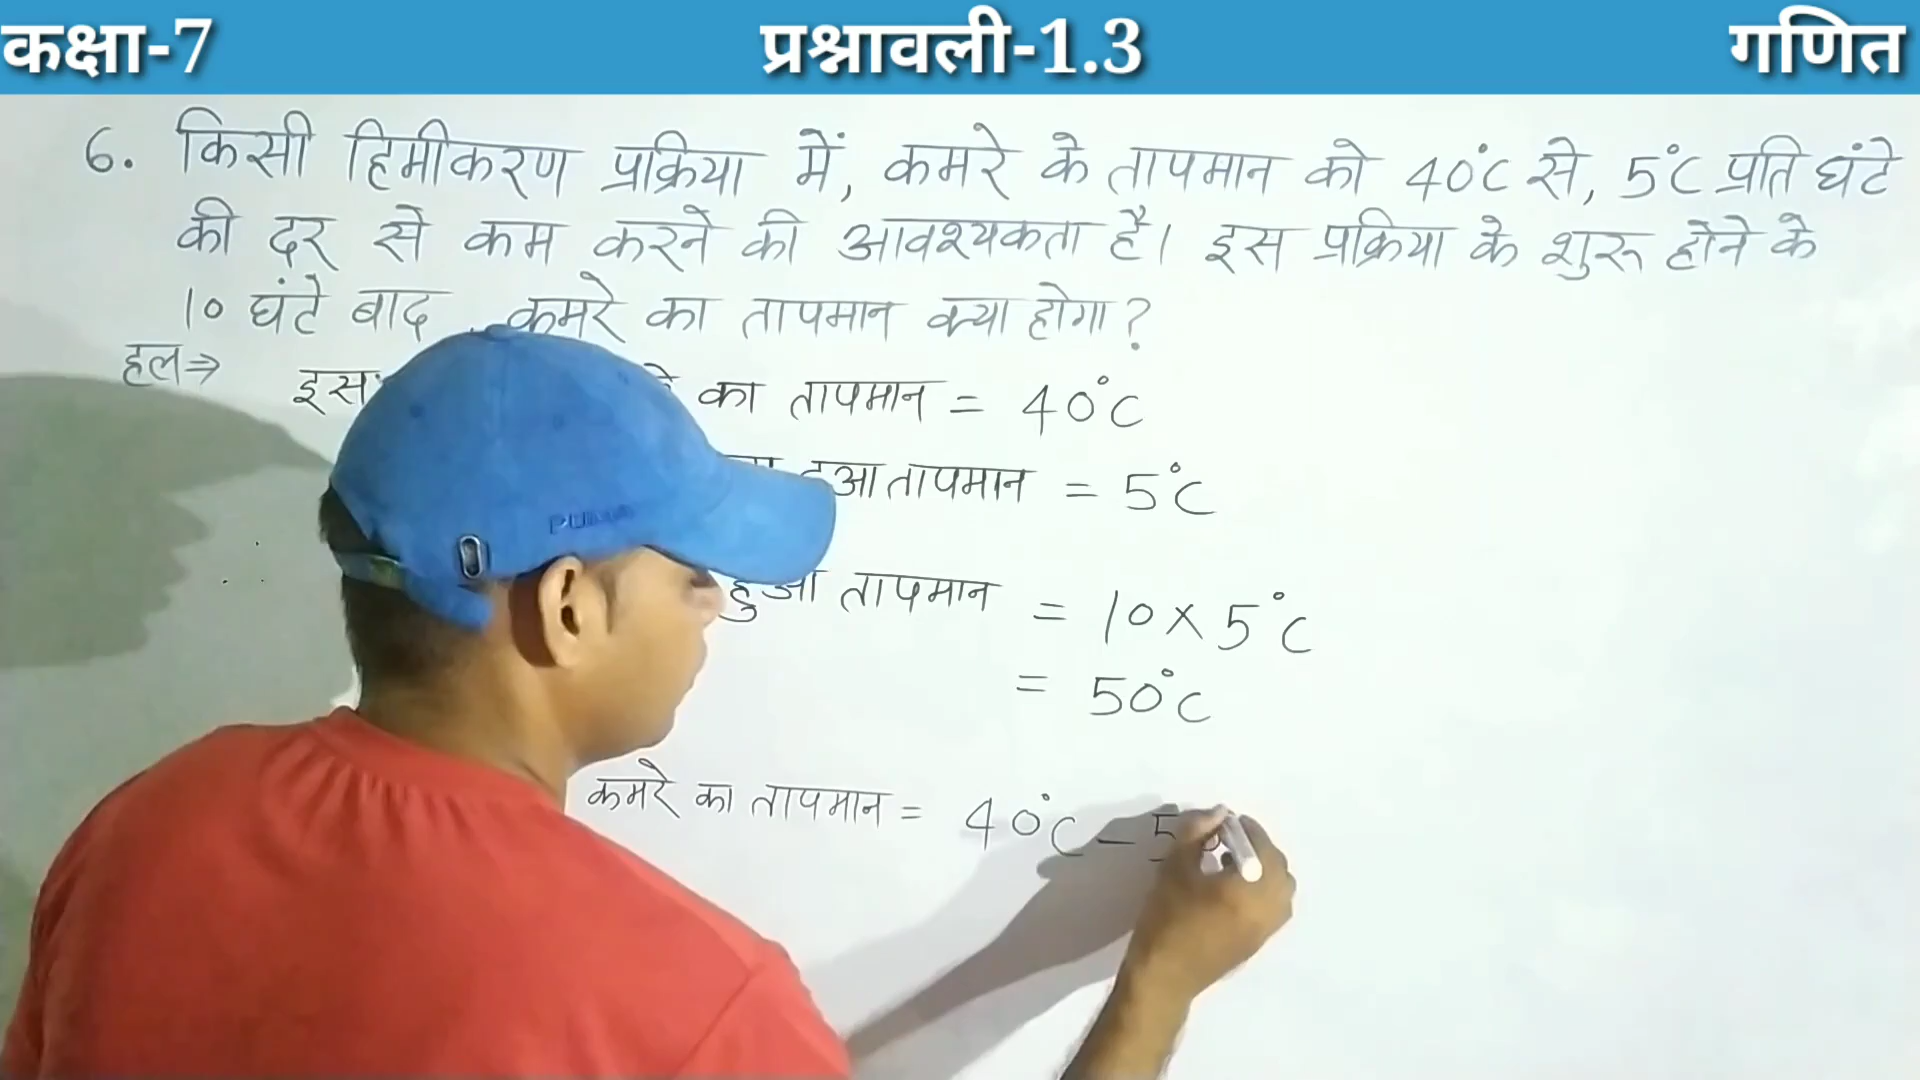 कक्षा-7 प्रश्नावली-1.3 गणित
6. किसी हिमीकरण प्रक्रिया में, कमरे के तापमान को 40°C से, 5°C प्रति घंटे
की दर से कम करने की आवश्यकता है। इस प्रक्रिया के शुरू होने के
10 घंटे बाद कमरे का तापमान क्या होगा?
हल⇒ का तापमान = 40°C
हुआ तापमान = 5°C
हुआ तापमान = 10 × 5°C
= 50°C
कमरे का तापमान = 40°C - 5